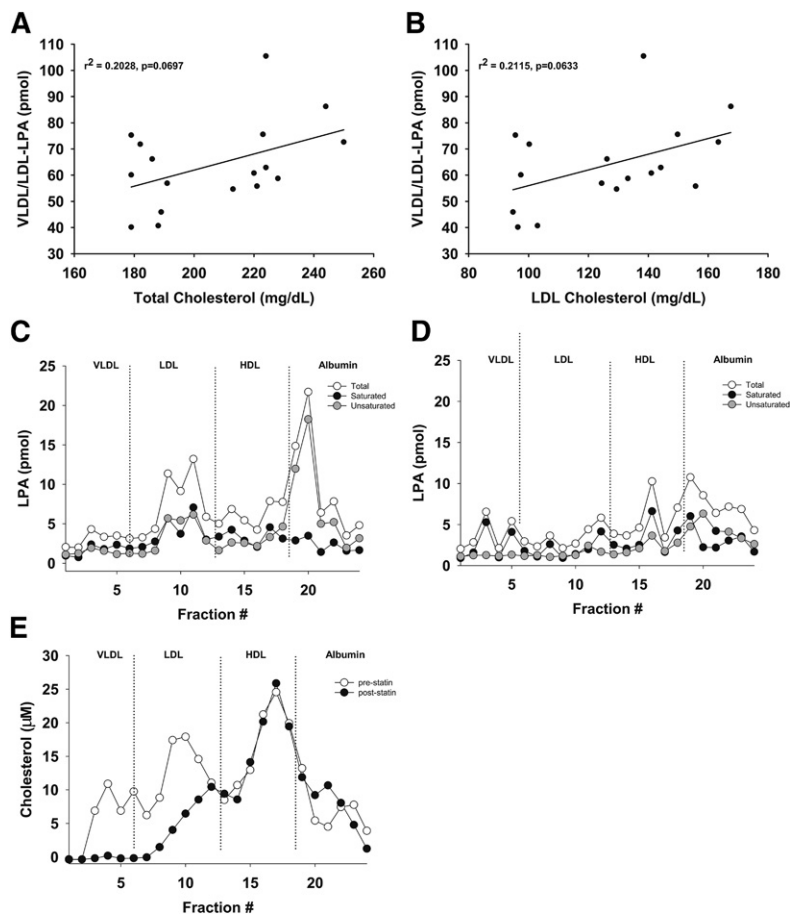 A
110
100
90
80
70
60
50
40
30
VLDL/LDL-LPA (pmol)
r2 = 0.2028, p=0.0697
160 180 200 220 240 260
Total Cholesterol (mg/dL)
B
110
100
90
80
70
60
50
40
30
VLDL/LDL-LPA (pmol)
r2 = 0.2115, p=0.0633
80 100 120 140 160 180
LDL Cholesterol (mg/dL)
C
VLDL LDL HDL Albumin
Total
Saturated
Unsaturated
25
20
15
10
5
0
LPA (pmol)
5 10 15 20
Fraction #
D
VLDL LDL HDL Albumin
Total
Saturated
Unsaturated
25
20
15
10
5
0
LPA (pmol)
5 10 15 20
Fraction #
E
VLDL LDL HDL Albumin
pre-statin
post-statin
30
25
20
15
10
5
0
Cholesterol (μM)
5 10 15 20
Fraction #